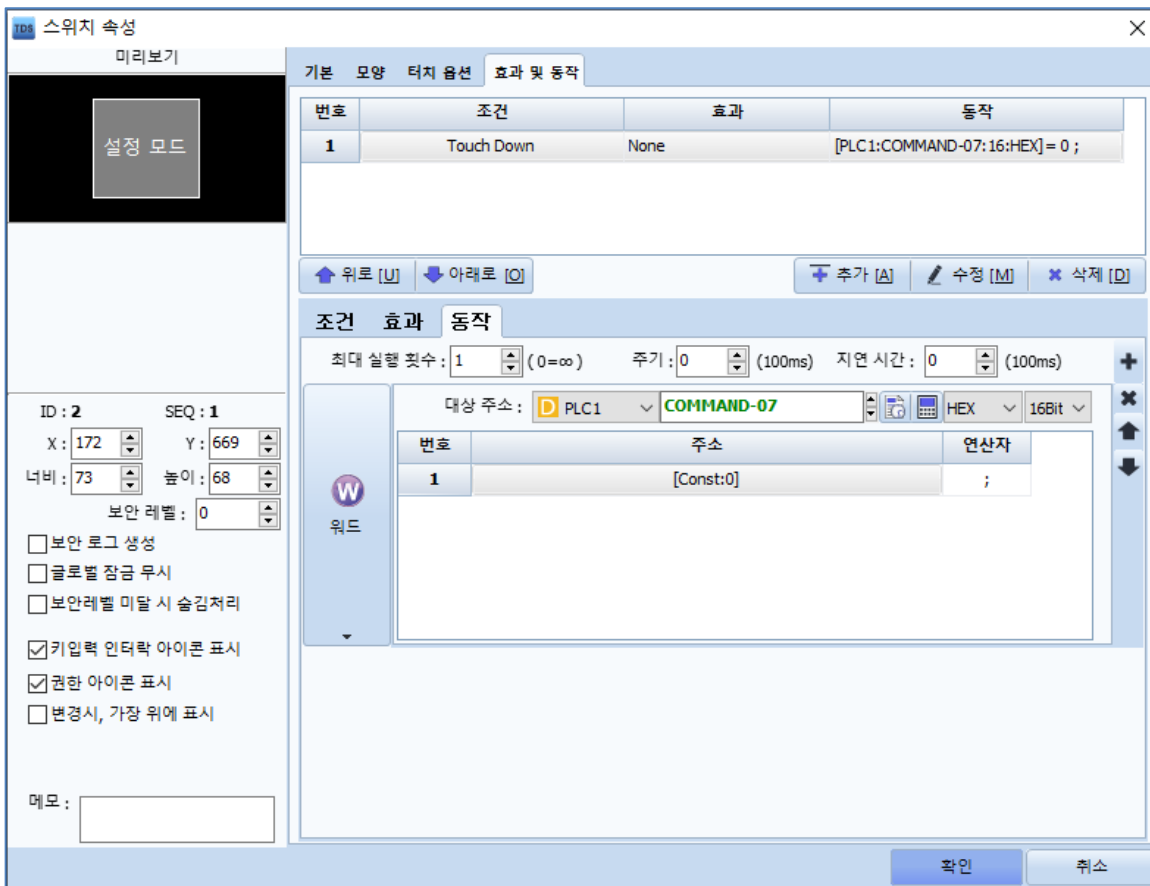 TDS 스위치 속성
미리보기
설정 모드
기본 모양 터치 옵션 효과 및 동작
번호 조건 효과 동작
1 Touch Down None [PLC1:COMMAND-07:16:HEX]= 0 ;
위로 [U] 아래로 [O] 추가 [A] 수정 [M] 삭제 [D]
조건 효과 동작
최대 실행 횟수 : 1 ( 0=∞ ) 주기 : 0 (100ms) 지연 시간 : 0 (100ms)
대상 주소 : D PLC1 COMMAND-07 HEX 16Bit
번호 주소 연산자
1 [Const:0] ;
W
워드
ID : 2 SEQ : 1
X : 172 Y : 669
너비 : 73 높이 : 68
보안 레벨 : 0
보안 로그 생성
글로벌 잠금 무시
보안레벨 미달 시 숨김처리
키입력 인터락 아이콘 표시
권한 아이콘 표시
변경시, 가장 위에 표시
메모 :
확인 취소